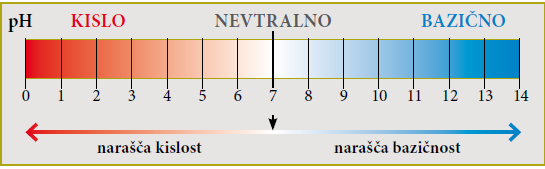 pH KISLO NEVTRALNO BAZIČNO
0 1 2 3 4 5 6 7 8 9 10 11 12 13 14
narašča kislost narašča bazičnost